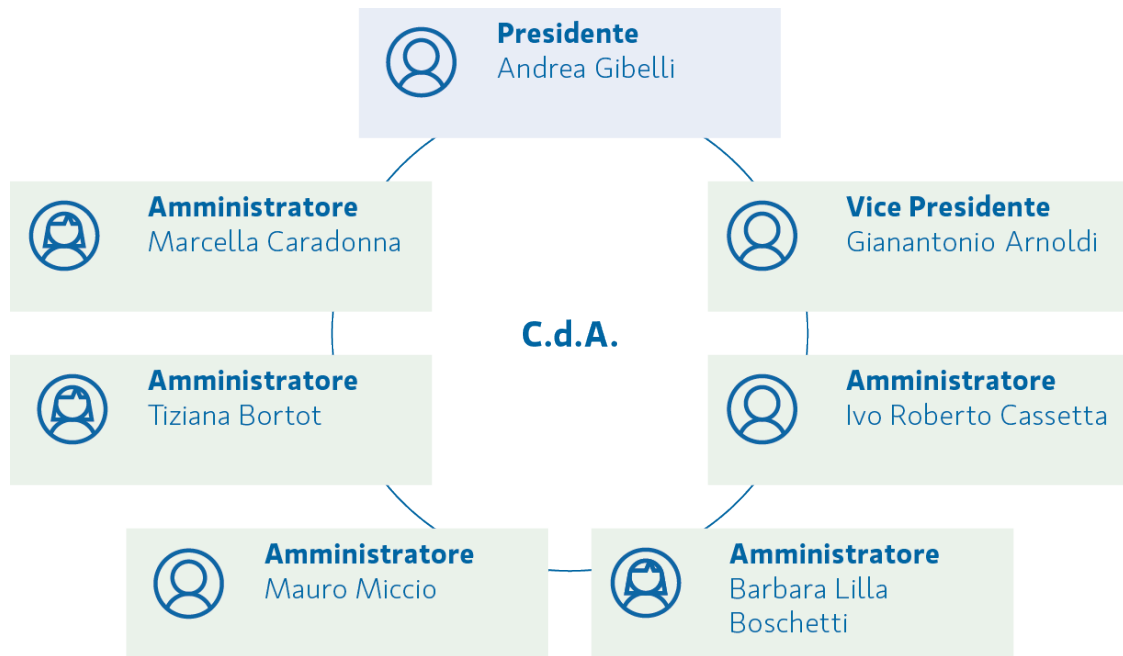 Presidente
Andrea Gibelli
Amministratore
Marcella Caradonna
Vice Presidente
Gianantonio Arnoldi
C.d.A.
Amministratore
Tiziana Bortot
Amministratore
Ivo Roberto Cassetta
Amministratore
Mauro Miccio
Amministratore
Barbara Lilla
Boschetti